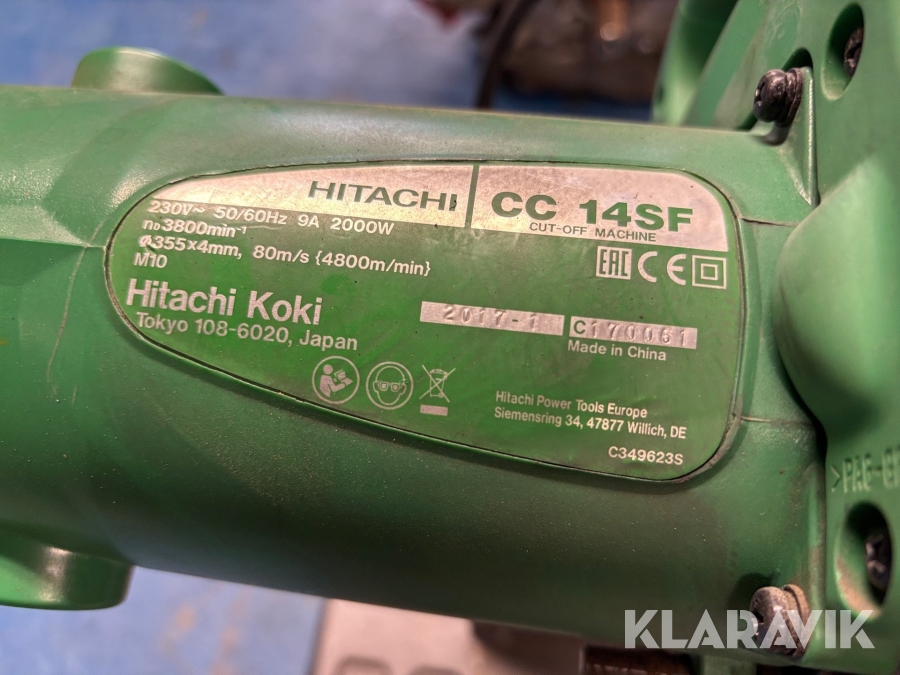 HITACHI
CC 14SF
CUT-OFF MACHINE
230V~ 50/60Hz 9A 2000W
n₀3800min⁻¹
Φ355×4mm, 80m/s {4800m/min}
M10
EAC CE
Hitachi Koki
Tokyo 108-6020, Japan
2017-1
C170061
Made in China
Hitachi Power Tools Europe
Siemensring 34, 47877 Willich, DE
C349623S
KLARAVIK